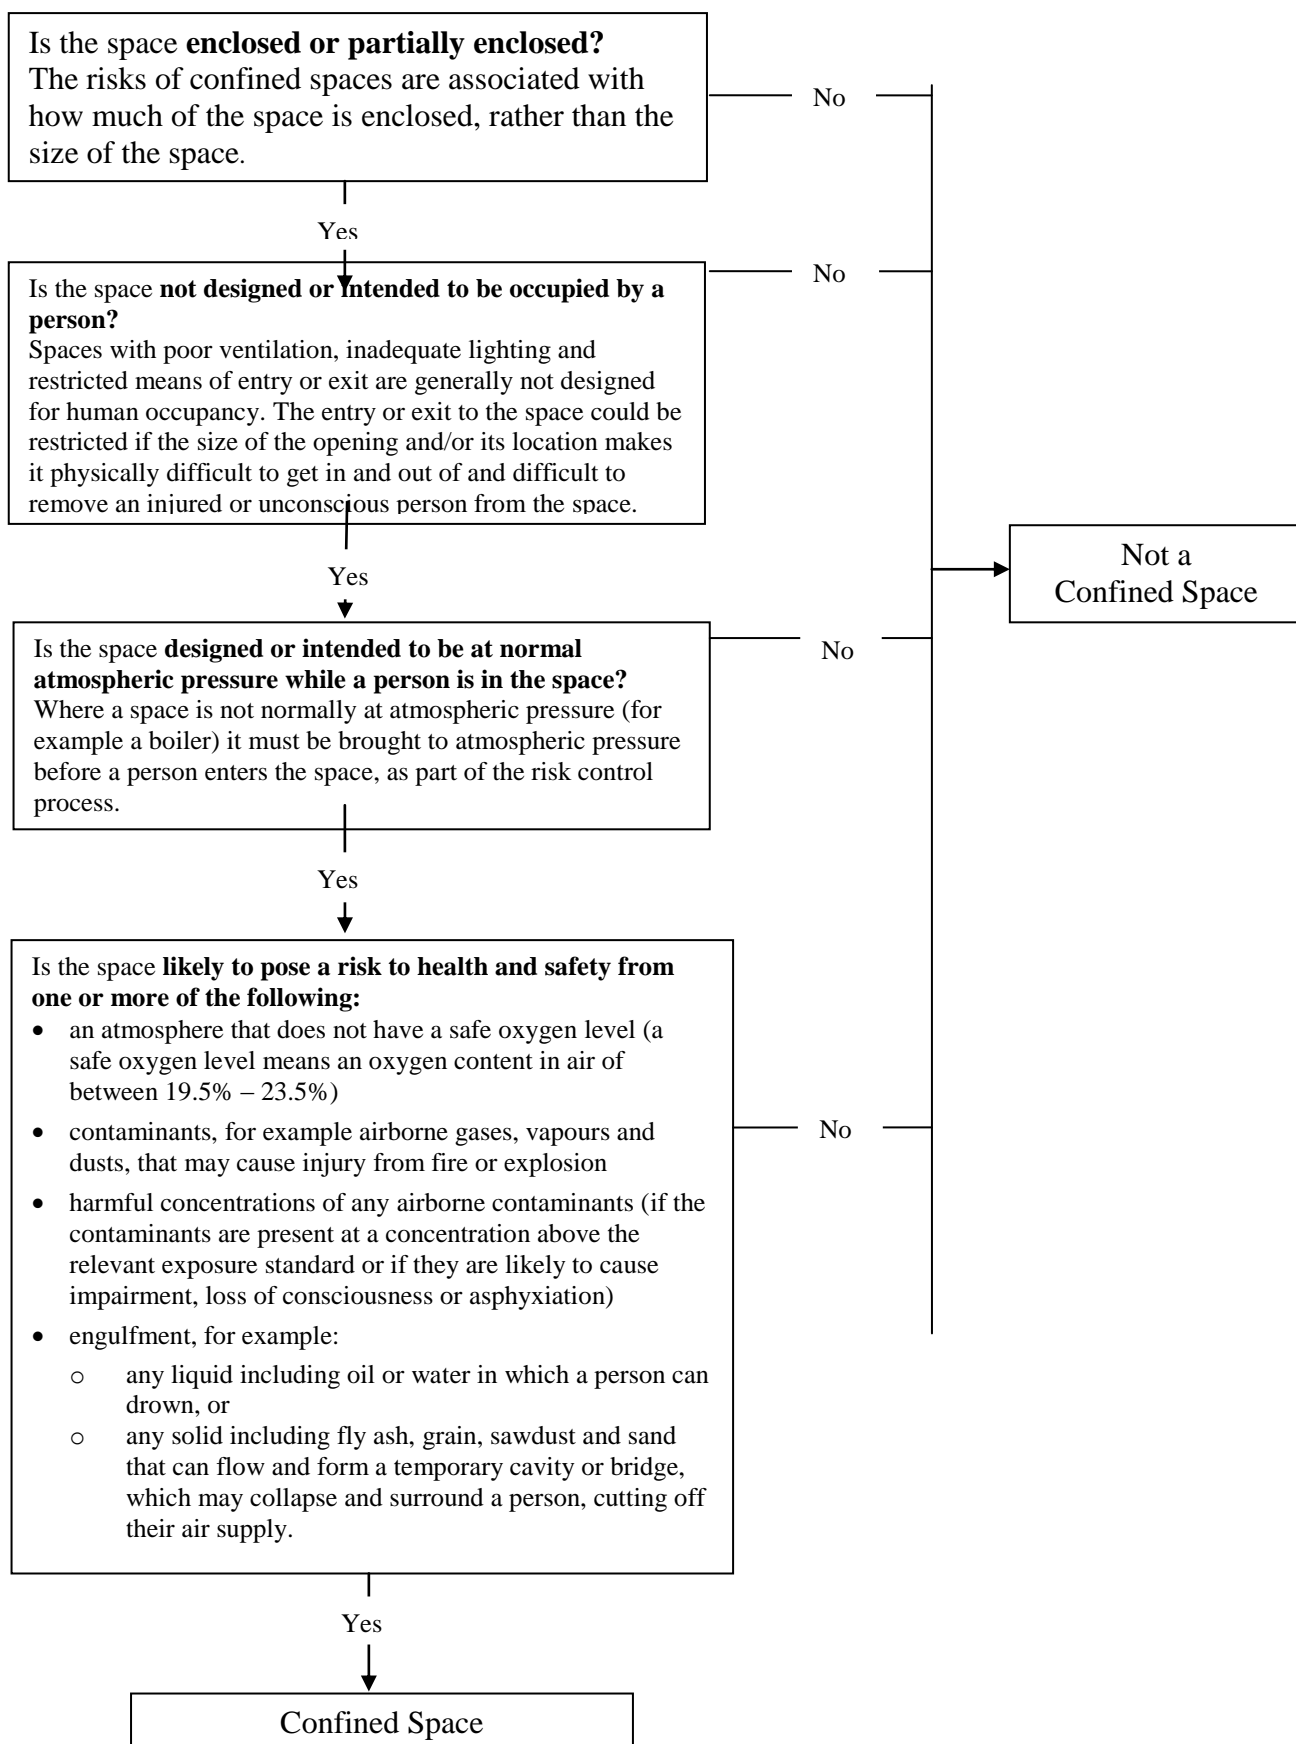 Is the space enclosed or partially enclosed?
The risks of confined spaces are associated with
how much of the space is enclosed, rather than the
size of the space.
No
Yes
Is the space not designed or intended to be occupied by a
person?
Spaces with poor ventilation, inadequate lighting and
restricted means of entry or exit are generally not designed
for human occupancy. The entry or exit to the space could be
restricted if the size of the opening and/or its location makes
it physically difficult to get in and out of and difficult to
remove an injured or unconscious person from the space.
No
Not a
Confined Space
Yes
Is the space designed or intended to be at normal
atmospheric pressure while a person is in the space?
Where a space is not normally at atmospheric pressure (for
example a boiler) it must be brought to atmospheric pressure
before a person enters the space, as part of the risk control
process.
No
Yes
Is the space likely to pose a risk to health and safety from
one or more of the following:
• an atmosphere that does not have a safe oxygen level (a
safe oxygen level means an oxygen content in air of
between 19.5% – 23.5%)
• contaminants, for example airborne gases, vapours and
dusts, that may cause injury from fire or explosion
• harmful concentrations of any airborne contaminants (if the
contaminants are present at a concentration above the
relevant exposure standard or if they are likely to cause
impairment, loss of consciousness or asphyxiation)
• engulfment, for example:
o any liquid including oil or water in which a person can
drown, or
o any solid including fly ash, grain, sawdust and sand
that can flow and form a temporary cavity or bridge,
which may collapse and surround a person, cutting off
their air supply.
No
Yes
Confined Space